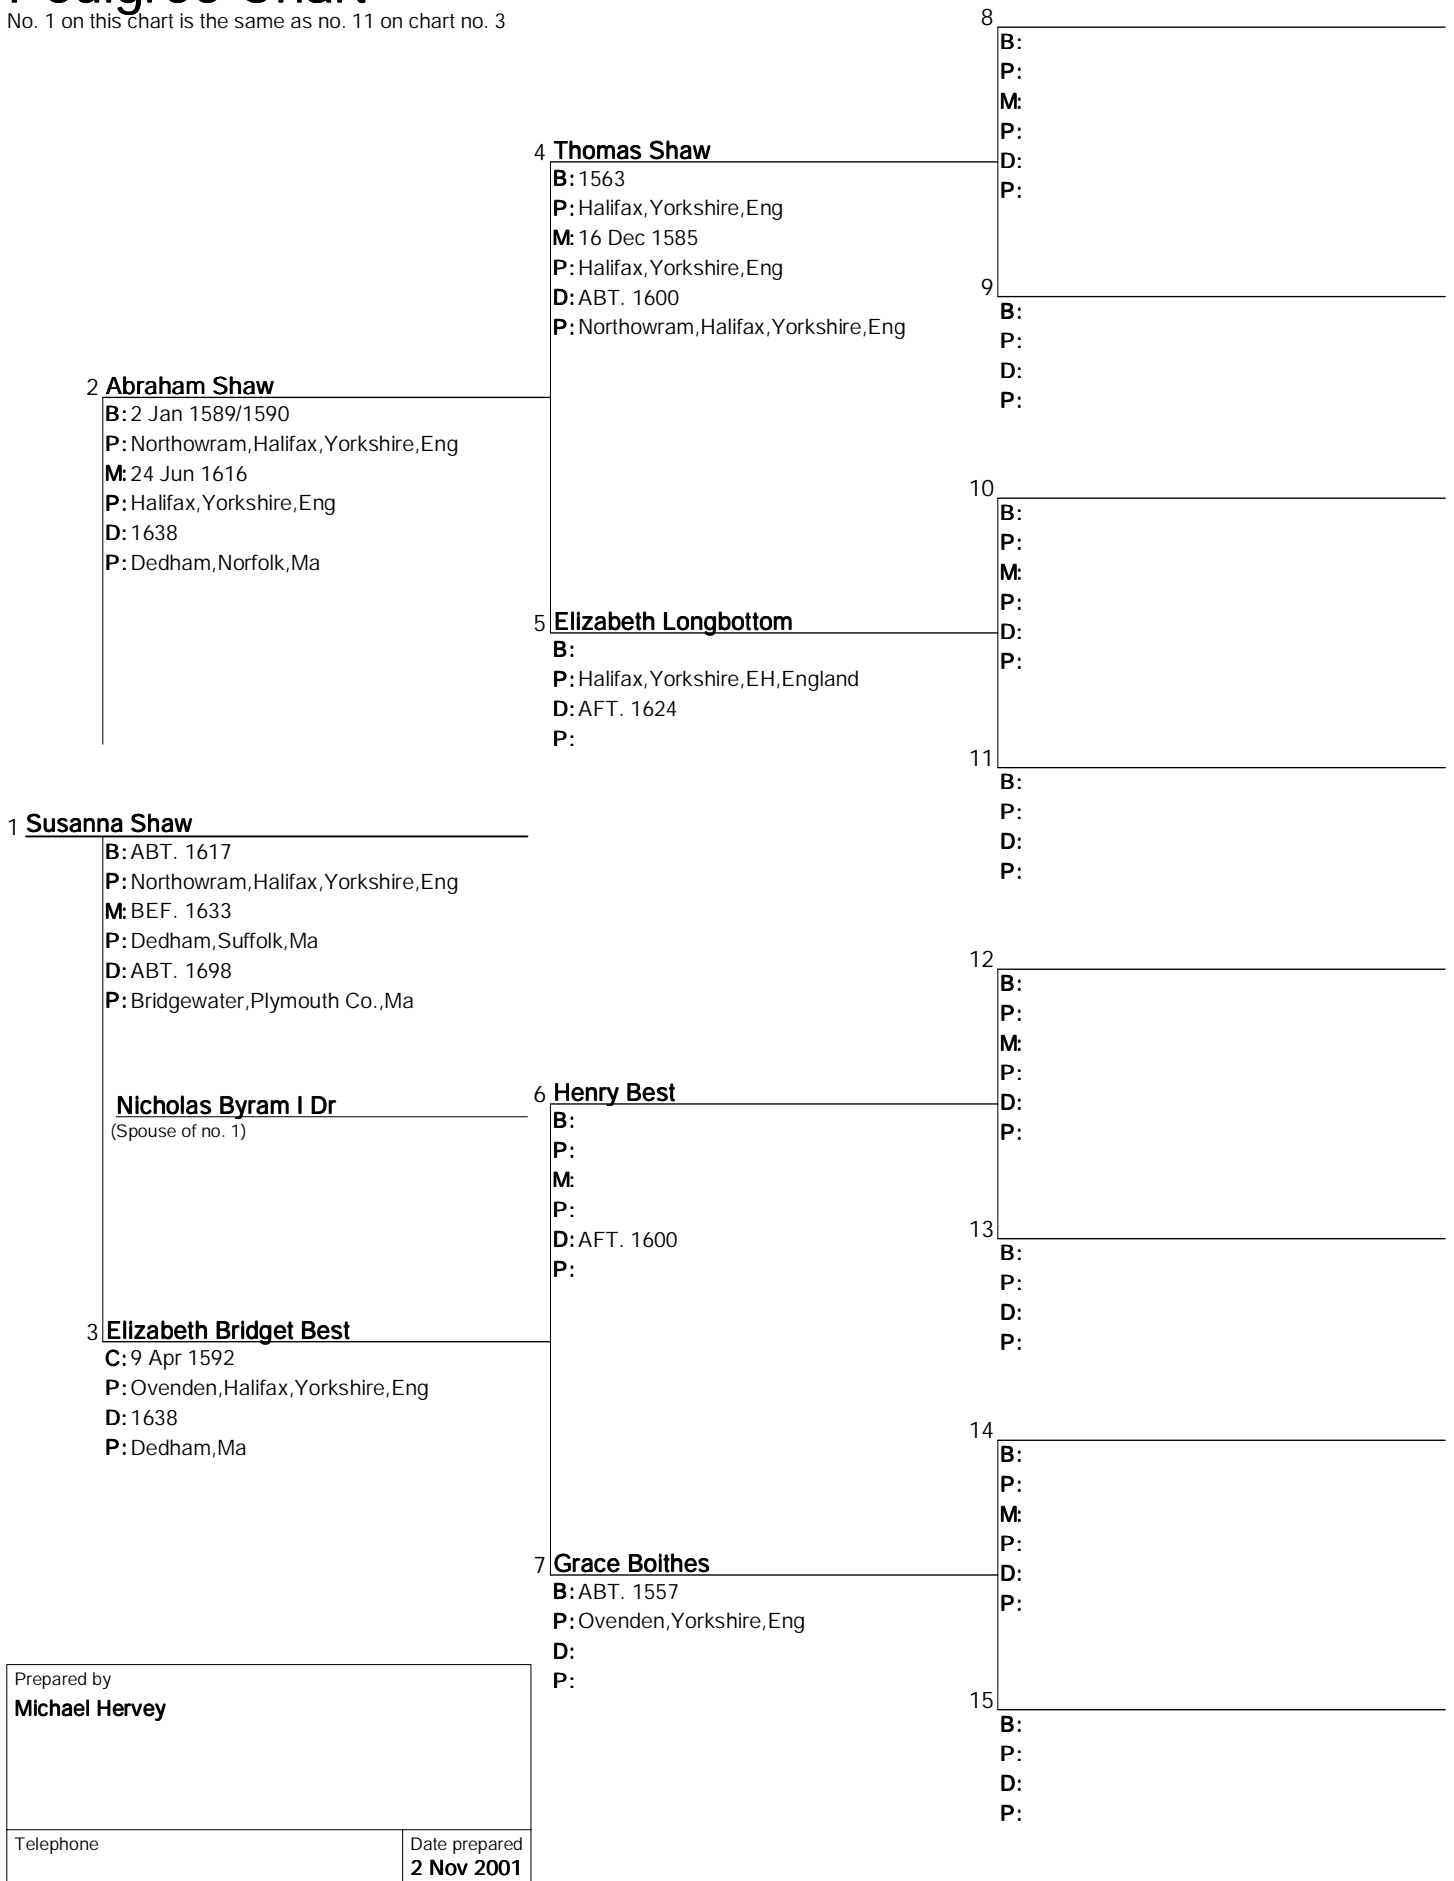 Pedigree Chart
No. 1 on this chart is the same as no. 11 on chart no. 3
8
B:
P:
M:
P:
D:
P:
4 Thomas Shaw
B: 1563
P: Halifax,Yorkshire,Eng
M: 16 Dec 1585
P: Halifax,Yorkshire,Eng
D: ABT. 1600
P: Northowram,Halifax,Yorkshire,Eng
9
B:
P:
D:
P:
2 Abraham Shaw
B: 2 Jan 1589/1590
P: Northowram,Halifax,Yorkshire,Eng
M: 24 Jun 1616
P: Halifax,Yorkshire,Eng
D: 1638
P: Dedham,Norfolk,Ma
10
B:
P:
M:
P:
D:
P:
5 Elizabeth Longbottom
B:
P: Halifax,Yorkshire,EH,England
D: AFT. 1624
P:
11
B:
P:
D:
P:
1 Susanna Shaw
B: ABT. 1617
P: Northowram,Halifax,Yorkshire,Eng
M: BEF. 1633
P: Dedham,Suffolk,Ma
D: ABT. 1698
P: Bridgewater,Plymouth Co.,Ma
12
B:
P:
M:
P:
D:
P:
Nicholas Byram I Dr
(Spouse of no. 1)
6 Henry Best
B:
P:
M:
P:
D: AFT. 1600
P:
13
B:
P:
D:
P:
3 Elizabeth Bridget Best
C: 9 Apr 1592
P: Ovenden,Halifax,Yorkshire,Eng
D: 1638
P: Dedham,Ma
14
B:
P:
M:
P:
D:
P:
7 Grace Boithes
B: ABT. 1557
P: Ovenden,Yorkshire,Eng
D:
P:
15
B:
P:
D:
P:
Prepared by
Michael Hervey
Telephone
Date prepared
2 Nov 2001